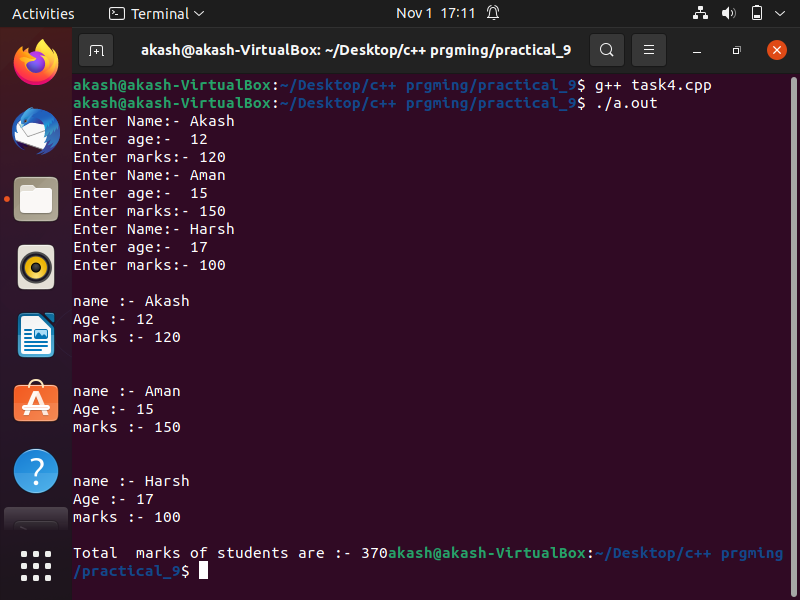 Activities Terminal Nov 1 17:11
akash@akash-VirtualBox: ~/Desktop/c++ prgming/practical_9
akash@akash-VirtualBox:~/Desktop/c++ prgming/practical_9$ g++ task4.cpp
akash@akash-VirtualBox:~/Desktop/c++ prgming/practical_9$ ./a.out
Enter Name:- Akash
Enter age:-  12
Enter marks:- 120
Enter Name:- Aman
Enter age:-  15
Enter marks:- 150
Enter Name:- Harsh
Enter age:-  17
Enter marks:- 100
name :- Akash
Age :- 12
marks :- 120
name :- Aman
Age :- 15
marks :- 150
name :- Harsh
Age :- 17
marks :- 100
Total  marks of students are :- 370akash@akash-VirtualBox:~/Desktop/c++ prgming
/practical_9$